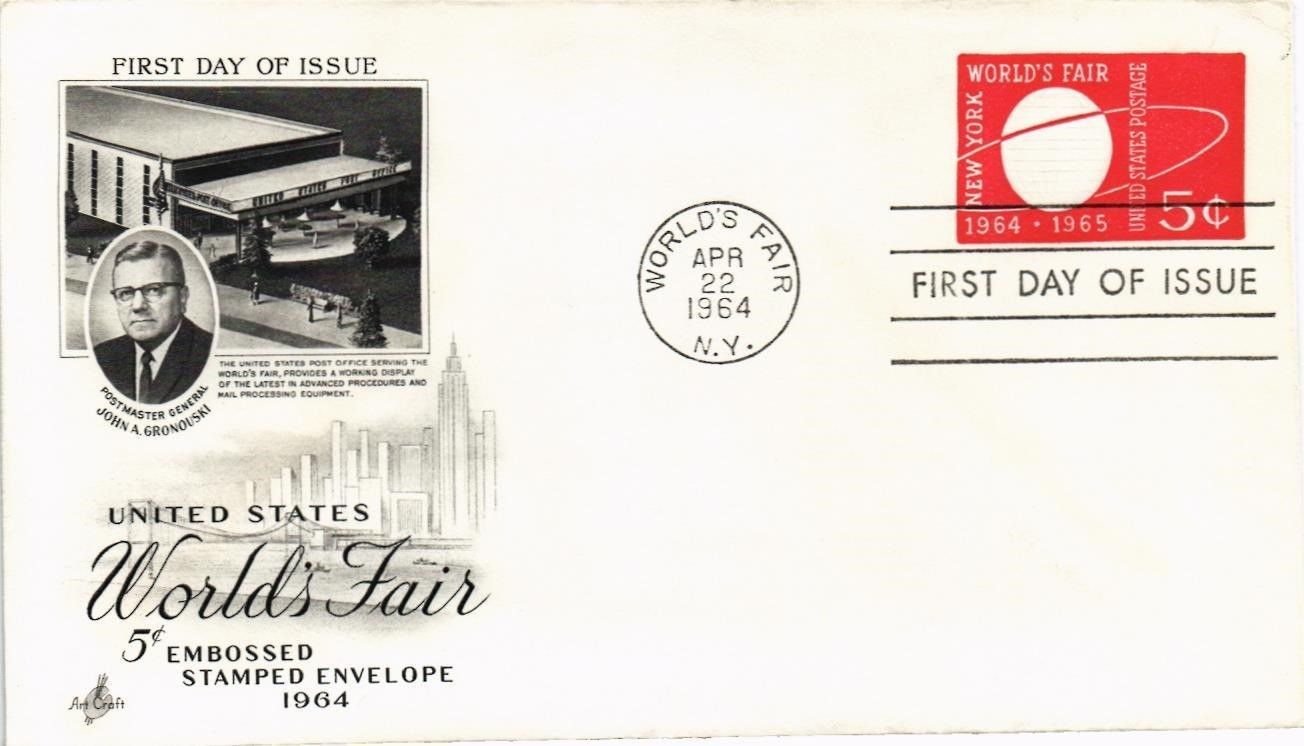 FIRST DAY OF ISSUE
UNITED STATES POST OFFICE
POSTMASTER GENERAL
JOHN A. GRONOUSKI
THE UNITED STATES POST OFFICE SERVING THE
WORLD'S FAIR, PROVIDES A WORKING DISPLAY
OF THE LATEST IN ADVANCED PROCEDURES AND
MAIL PROCESSING EQUIPMENT.
UNITED STATES
World's Fair
5¢ EMBOSSED
STAMPED ENVELOPE
1964
Art Craft
WORLD'S FAIR
APR
22
1964
N.Y.
NEW YORK
WORLD'S FAIR
UNITED STATES POSTAGE
1964 · 1965
5¢
FIRST DAY OF ISSUE